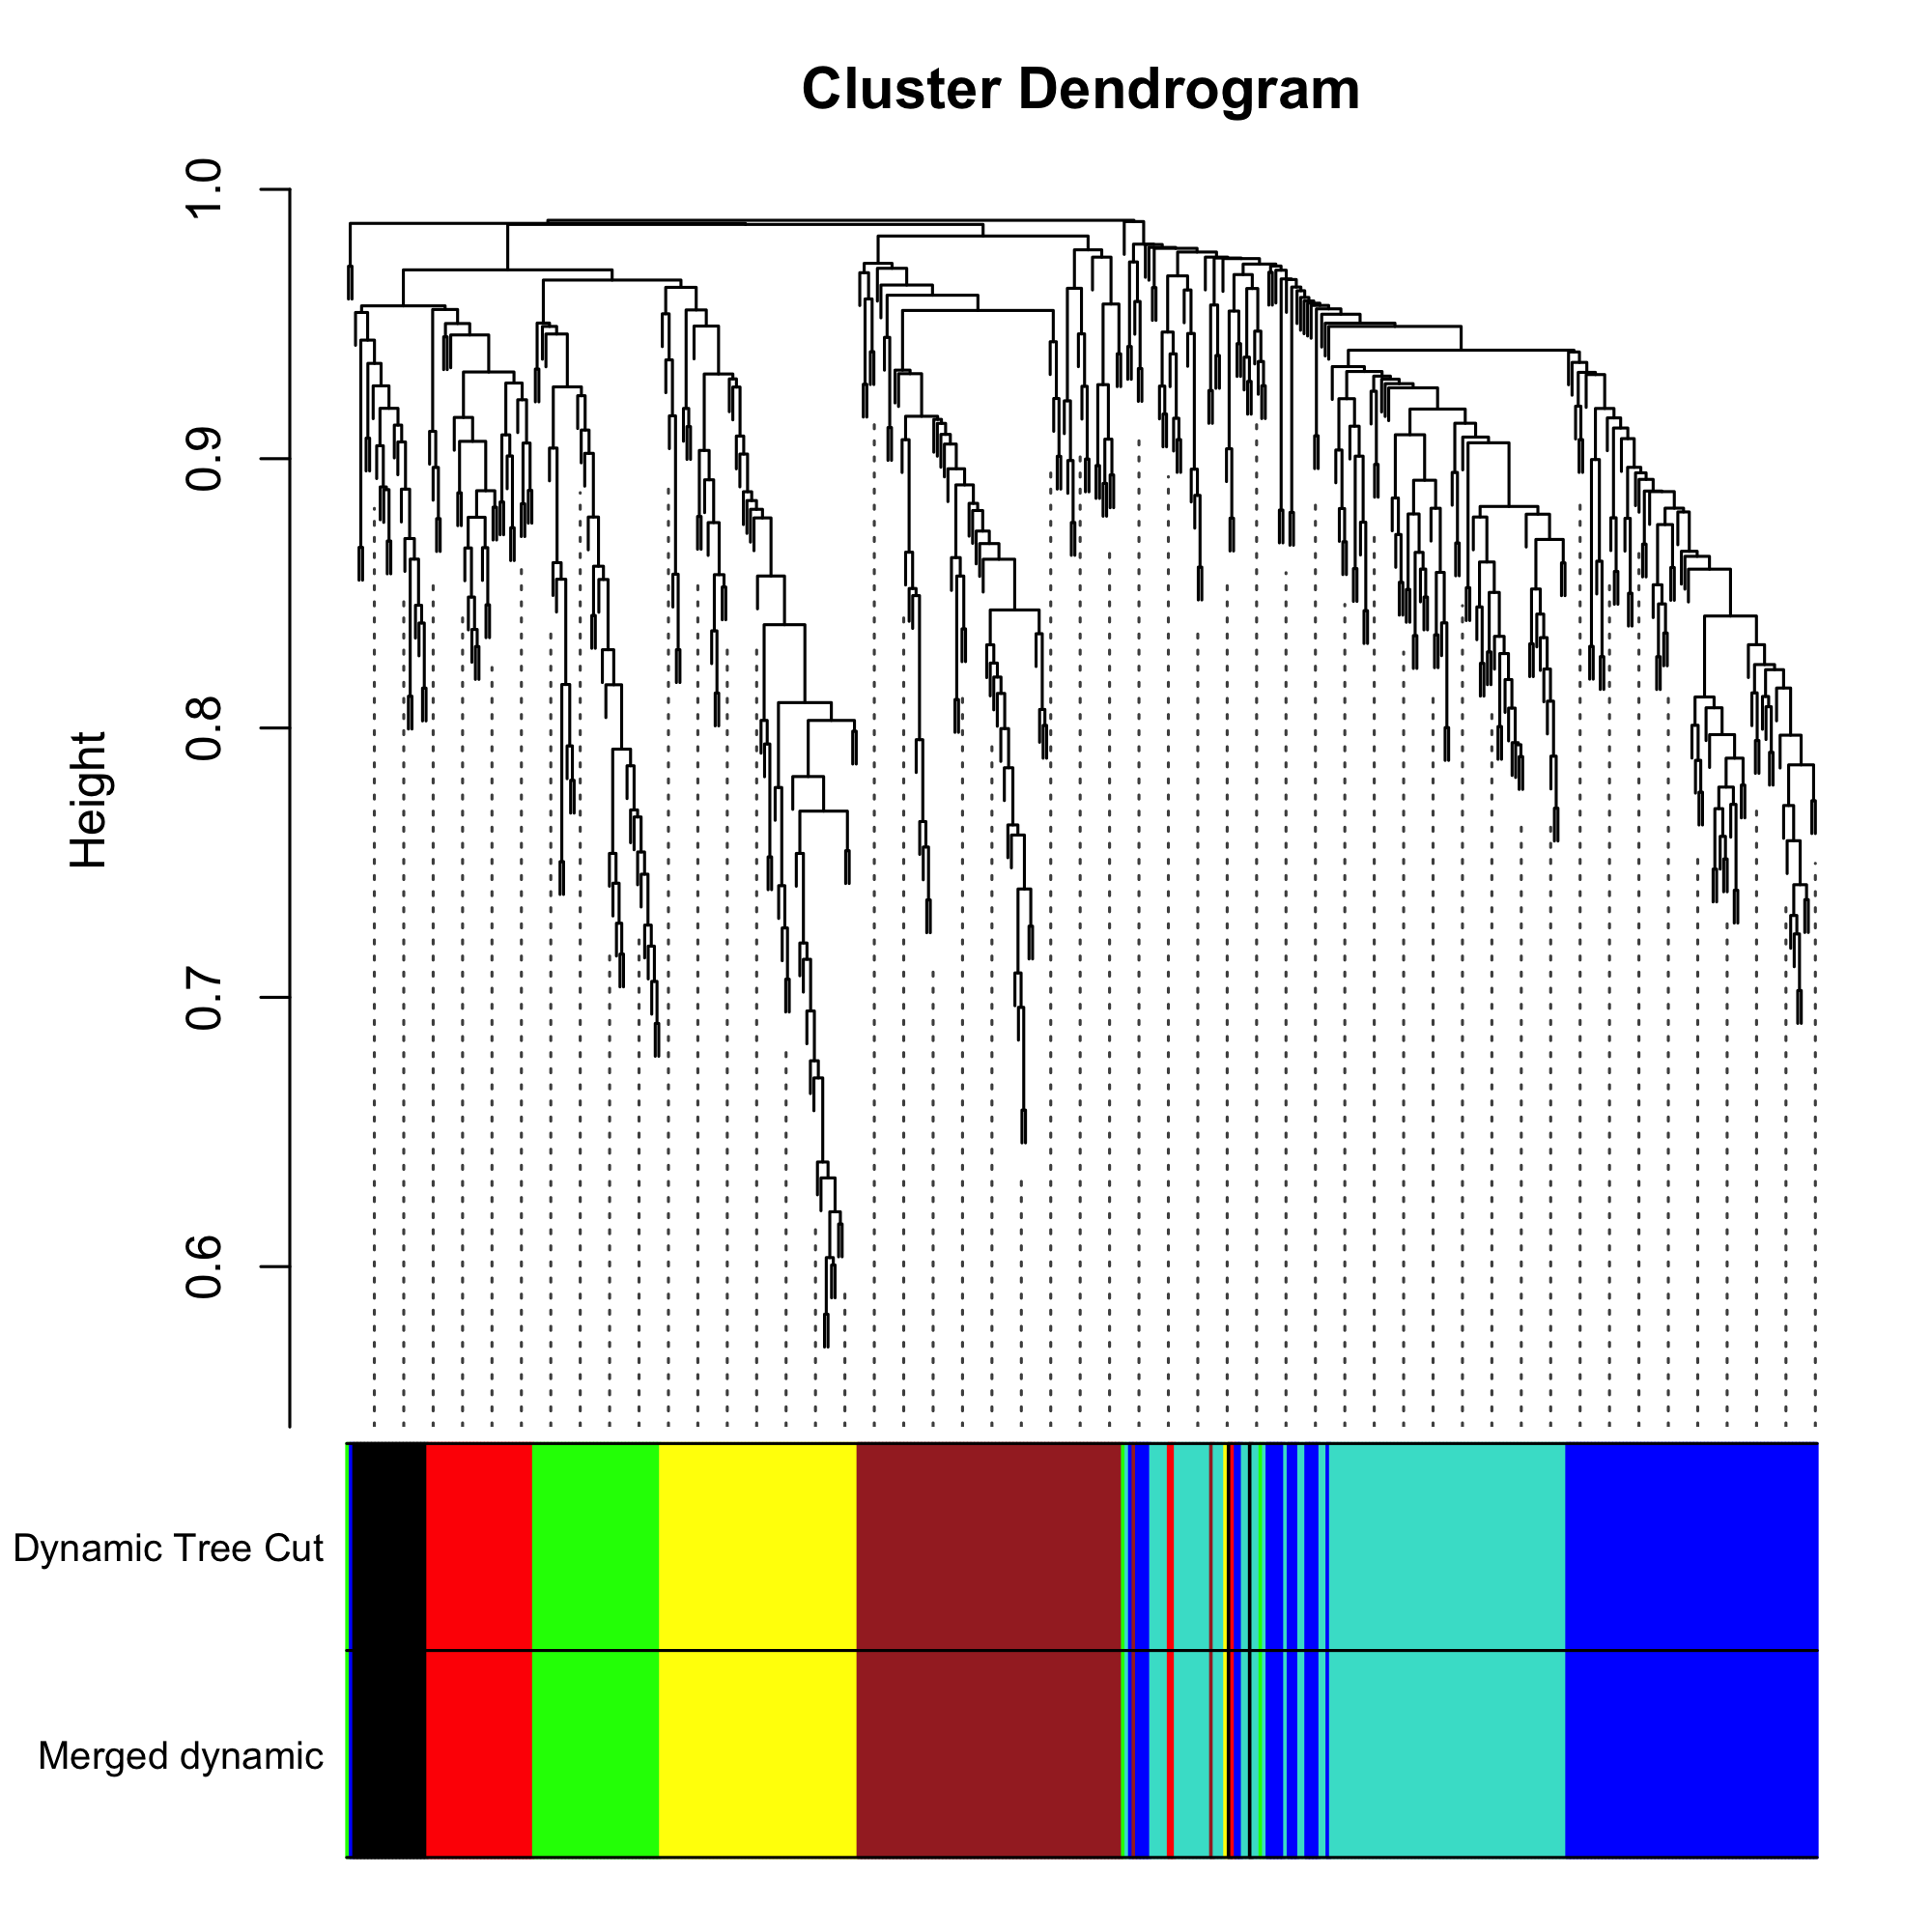 Cluster Dendrogram
Height
1.0
0.9
0.8
0.7
0.6
Dynamic Tree Cut
Merged dynamic